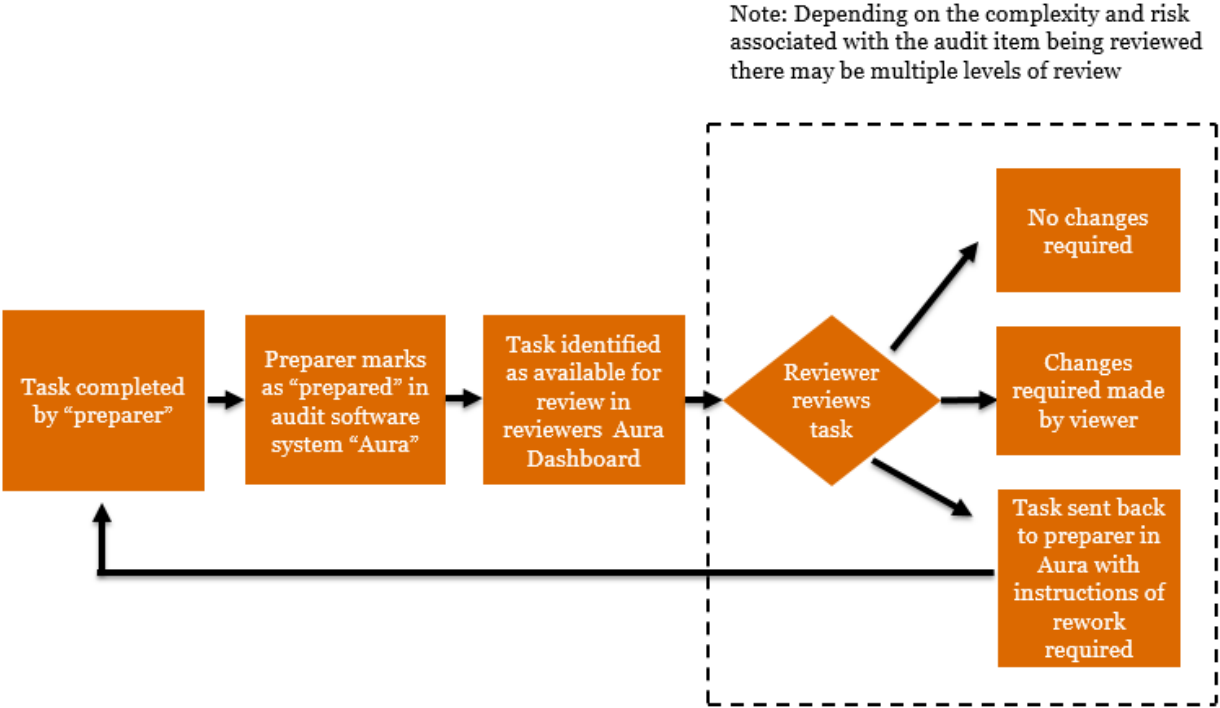 Note: Depending on the complexity and risk
associated with the audit item being reviewed
there may be multiple levels of review
Task completed
by “preparer”
Preparer marks
as “prepared” in
audit software
system “Aura”
Task identified
as available for
review in
reviewers Aura
Dashboard
Reviewer
reviews
task
No changes
required
Changes
required made
by viewer
Task sent back
to preparer in
Aura with
instructions of
rework
required